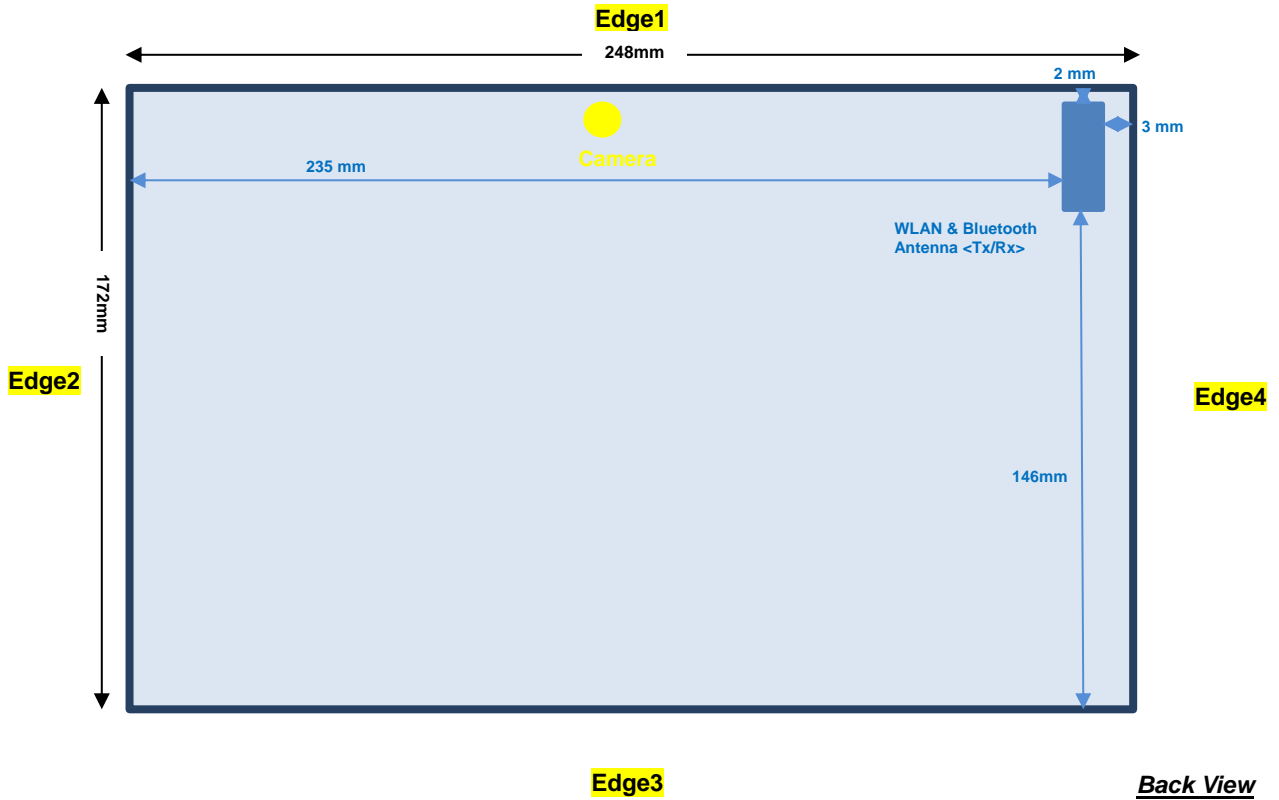 Edge1
248mm
2 mm
3 mm
Camera
235 mm
WLAN & Bluetooth
Antenna <Tx/Rx>
172mm
Edge2
Edge4
146mm
Edge3
Back View